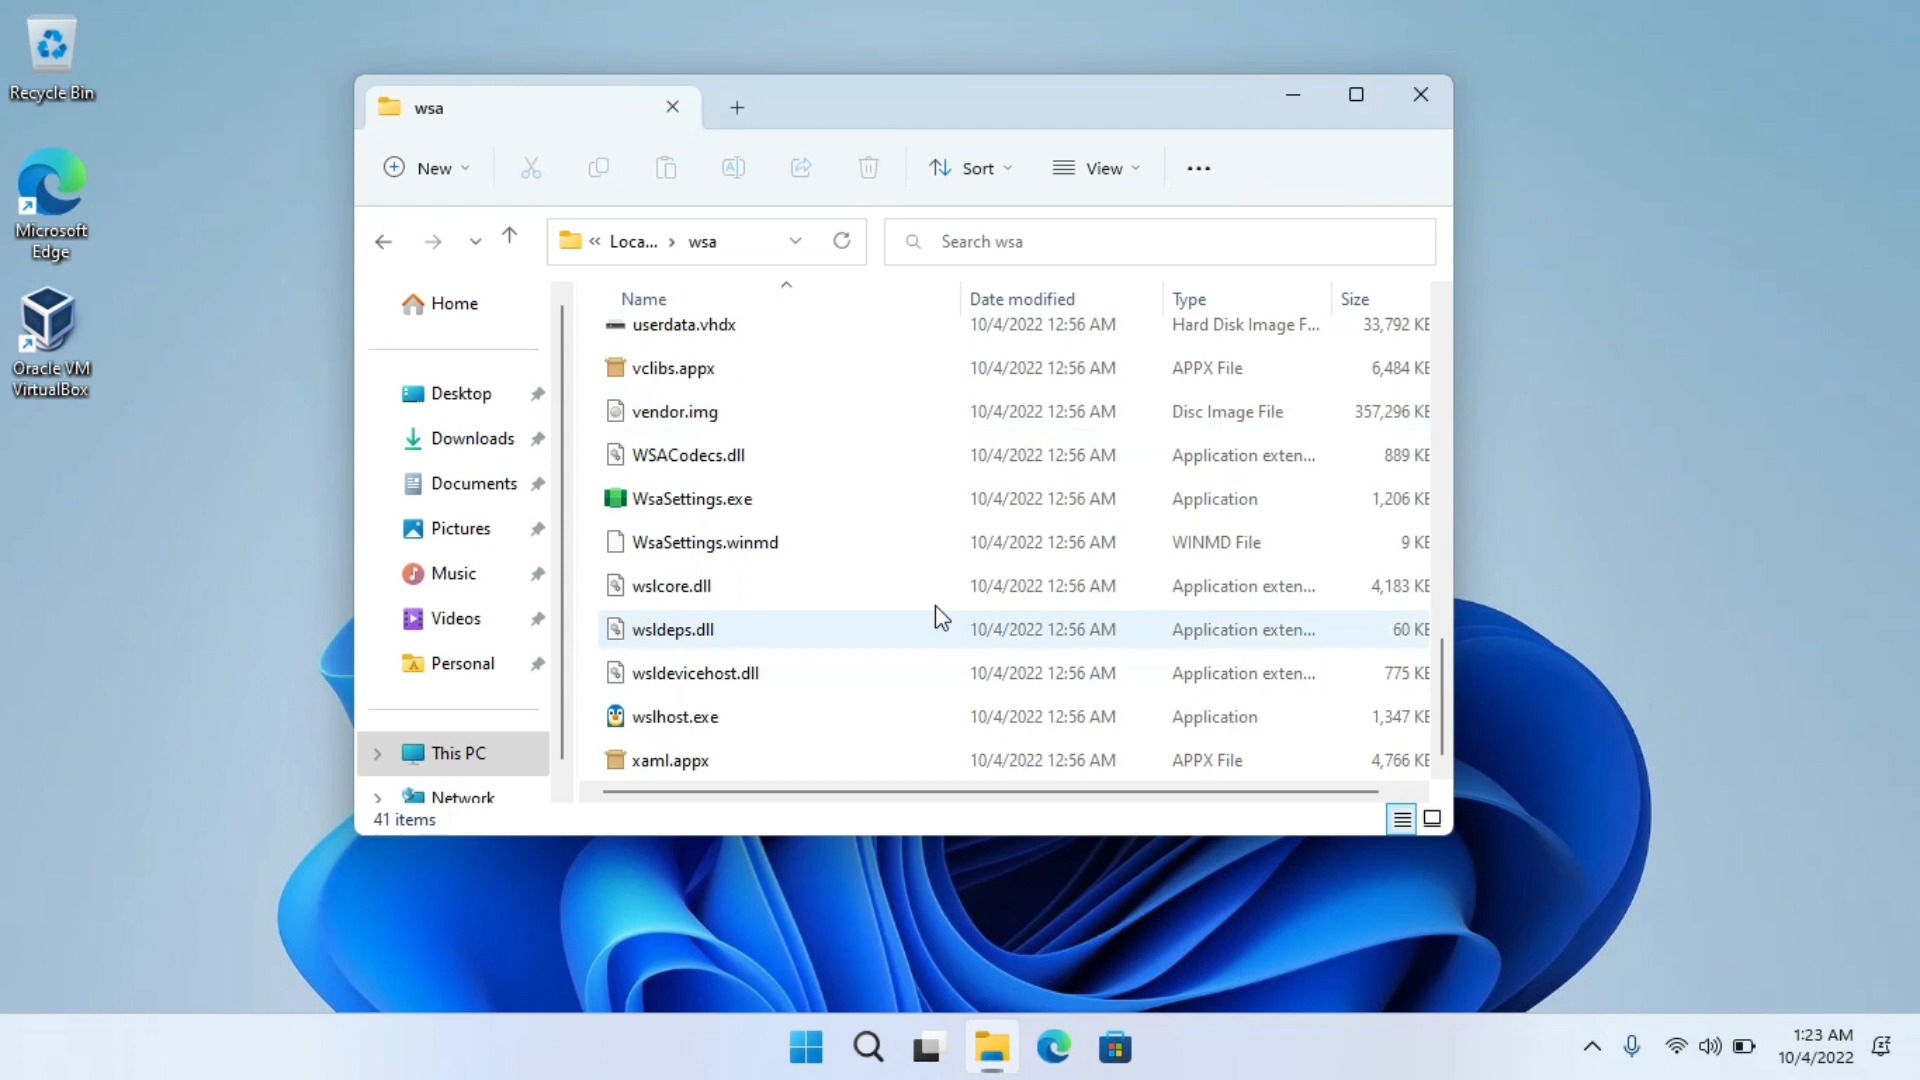 Recycle Bin
Microsoft
Edge
Oracle VM
VirtualBox
wsa
New
Sort
View
« Loca... › wsa
Search wsa
Home
Desktop
Downloads
Documents
Pictures
Music
Videos
Personal
This PC
Network
Name Date modified Type Size
userdata.vhdx 10/4/2022 12:56 AM Hard Disk Image F... 33,792 KB
vclibs.appx 10/4/2022 12:56 AM APPX File 6,484 KB
vendor.img 10/4/2022 12:56 AM Disc Image File 357,296 KB
WSACodecs.dll 10/4/2022 12:56 AM Application exten... 889 KB
WsaSettings.exe 10/4/2022 12:56 AM Application 1,206 KB
WsaSettings.winmd 10/4/2022 12:56 AM WINMD File 9 KB
wslcore.dll 10/4/2022 12:56 AM Application exten... 4,183 KB
wsldeps.dll 10/4/2022 12:56 AM Application exten... 60 KB
wsldevicehost.dll 10/4/2022 12:56 AM Application exten... 775 KB
wslhost.exe 10/4/2022 12:56 AM Application 1,347 KB
xaml.appx 10/4/2022 12:56 AM APPX File 4,766 KB
41 items
1:23 AM
10/4/2022